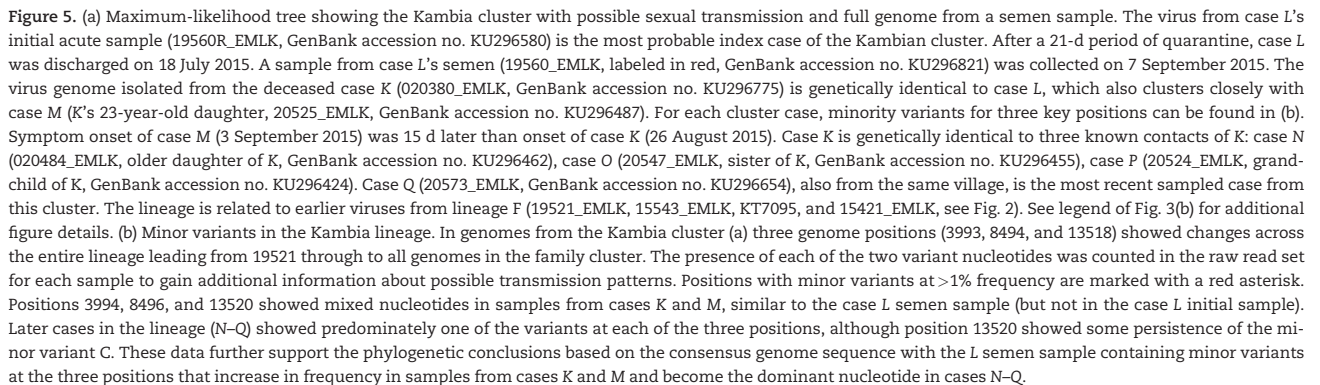 Figure 5. (a) Maximum-likelihood tree showing the Kambia cluster with possible sexual transmission and full genome from a semen sample. The virus from case L's
initial acute sample (19560R_EMLK, GenBank accession no. KU296580) is the most probable index case of the Kambian cluster. After a 21-d period of quarantine, case L
was discharged on 18 July 2015. A sample from case L's semen (19560_EMLK, labeled in red, GenBank accession no. KU296821) was collected on 7 September 2015. The
virus genome isolated from the deceased case K (020380_EMLK, GenBank accession no. KU296775) is genetically identical to case L, which also clusters closely with
case M (K's 23-year-old daughter, 20525_EMLK, GenBank accession no. KU296487). For each cluster case, minority variants for three key positions can be found in (b).
Symptom onset of case M (3 September 2015) was 15 d later than onset of case K (26 August 2015). Case K is genetically identical to three known contacts of K: case N
(020484_EMLK, older daughter of K, GenBank accession no. KU296462), case O (20547_EMLK, sister of K, GenBank accession no. KU296455), case P (20524_EMLK, grand-
child of K, GenBank accession no. KU296424). Case Q (20573_EMLK, GenBank accession no. KU296654), also from the same village, is the most recent sampled case from
this cluster. The lineage is related to earlier viruses from lineage F (19521_EMLK, 15543_EMLK, KT7095, and 15421_EMLK, see Fig. 2). See legend of Fig. 3(b) for additional
figure details. (b) Minor variants in the Kambia lineage. In genomes from the Kambia cluster (a) three genome positions (3993, 8494, and 13518) showed changes across
the entire lineage leading from 19521 through to all genomes in the family cluster. The presence of each of the two variant nucleotides was counted in the raw read set
for each sample to gain additional information about possible transmission patterns. Positions with minor variants at >1% frequency are marked with a red asterisk.
Positions 3994, 8496, and 13520 showed mixed nucleotides in samples from cases K and M, similar to the case L semen sample (but not in the case L initial sample).
Later cases in the lineage (N–Q) showed predominately one of the variants at each of the three positions, although position 13520 showed some persistence of the mi-
nor variant C. These data further support the phylogenetic conclusions based on the consensus genome sequence with the L semen sample containing minor variants
at the three positions that increase in frequency in samples from cases K and M and become the dominant nucleotide in cases N–Q.